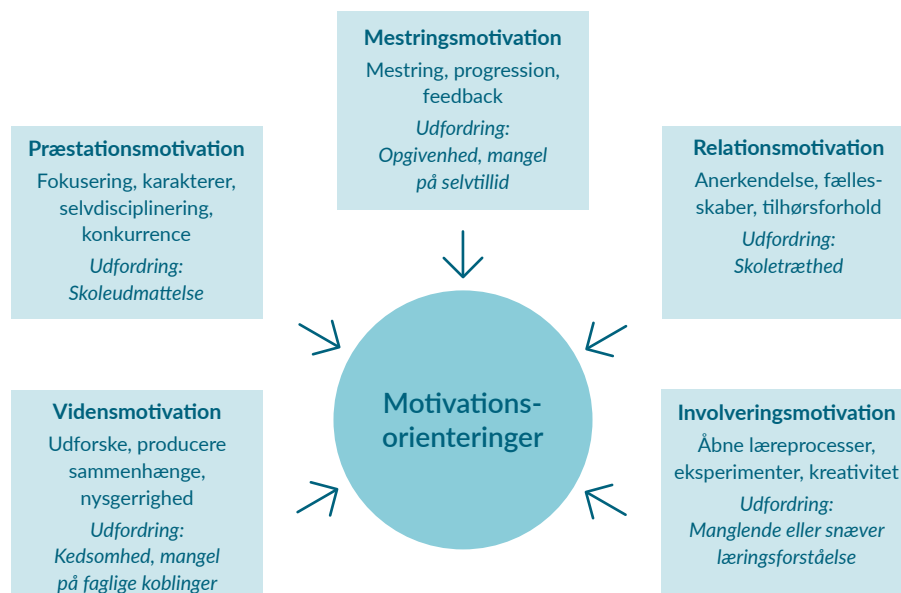 Mestringsmotivation
Mestring, progression,
feedback
Udfordring:
Opgivenhed, mangel
på selvtillid
Præstationsmotivation
Fokusering, karakterer,
selvdisciplinering,
konkurrence
Udfordring:
Skoleudmattelse
Relationsmotivation
Anerkendelse, fælles-
skaber, tilhørsforhold
Udfordring:
Skoletræthed
Motivations-
orienteringer
Vidensmotivation
Udforske, producere
sammenhænge,
nysgerrighed
Udfordring:
Kedsomhed, mangel
på faglige koblinger
Involveringsmotivation
Åbne læreprocesser,
eksperimenter, kreativitet
Udfordring:
Manglende eller snæver
læringsforståelse